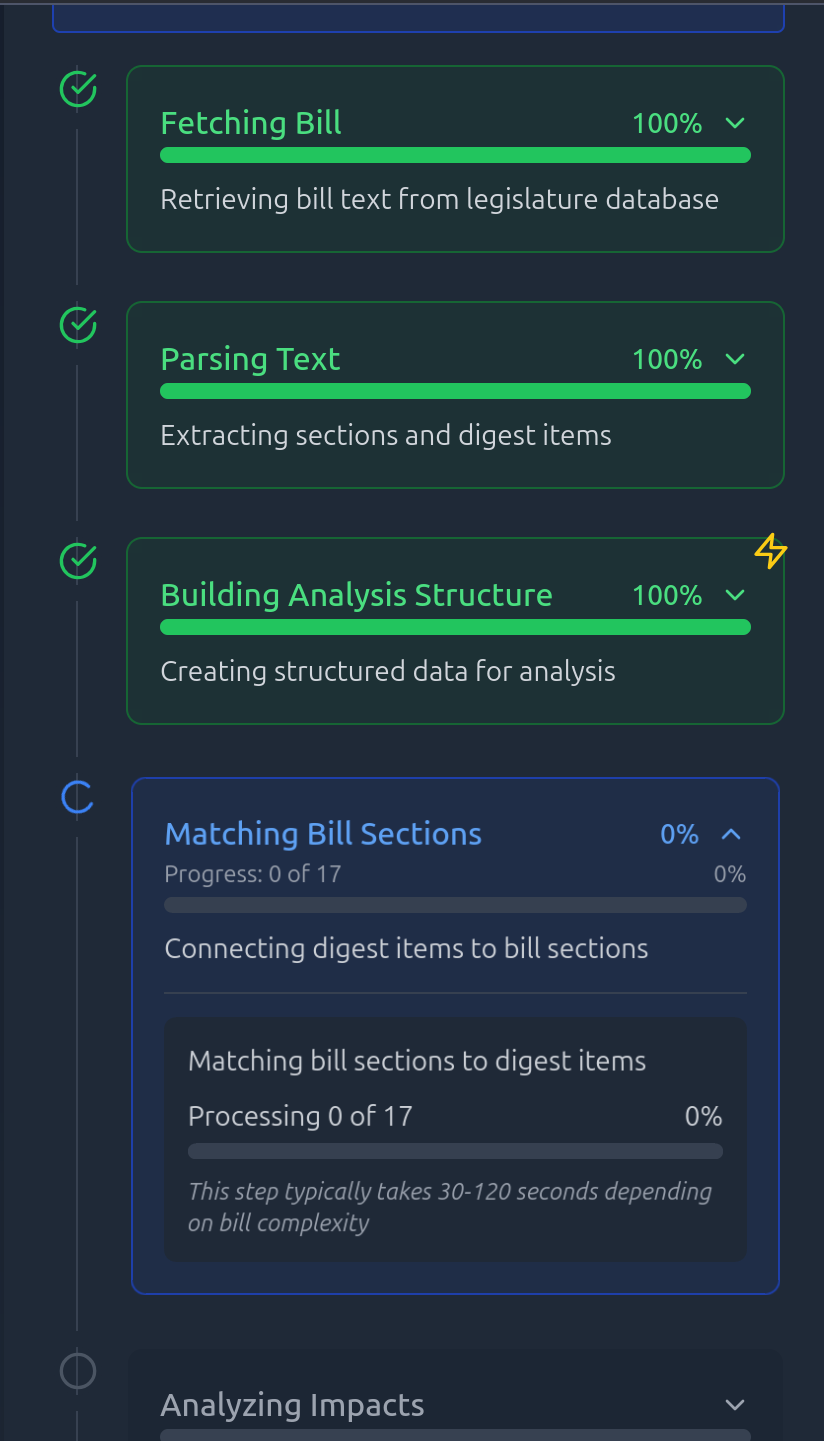 Fetching Bill 100%
Retrieving bill text from legislature database
Parsing Text 100%
Extracting sections and digest items
Building Analysis Structure 100%
Creating structured data for analysis
Matching Bill Sections 0%
Progress: 0 of 17 0%
Connecting digest items to bill sections
Matching bill sections to digest items
Processing 0 of 17 0%
This step typically takes 30-120 seconds depending
on bill complexity
Analyzing Impacts